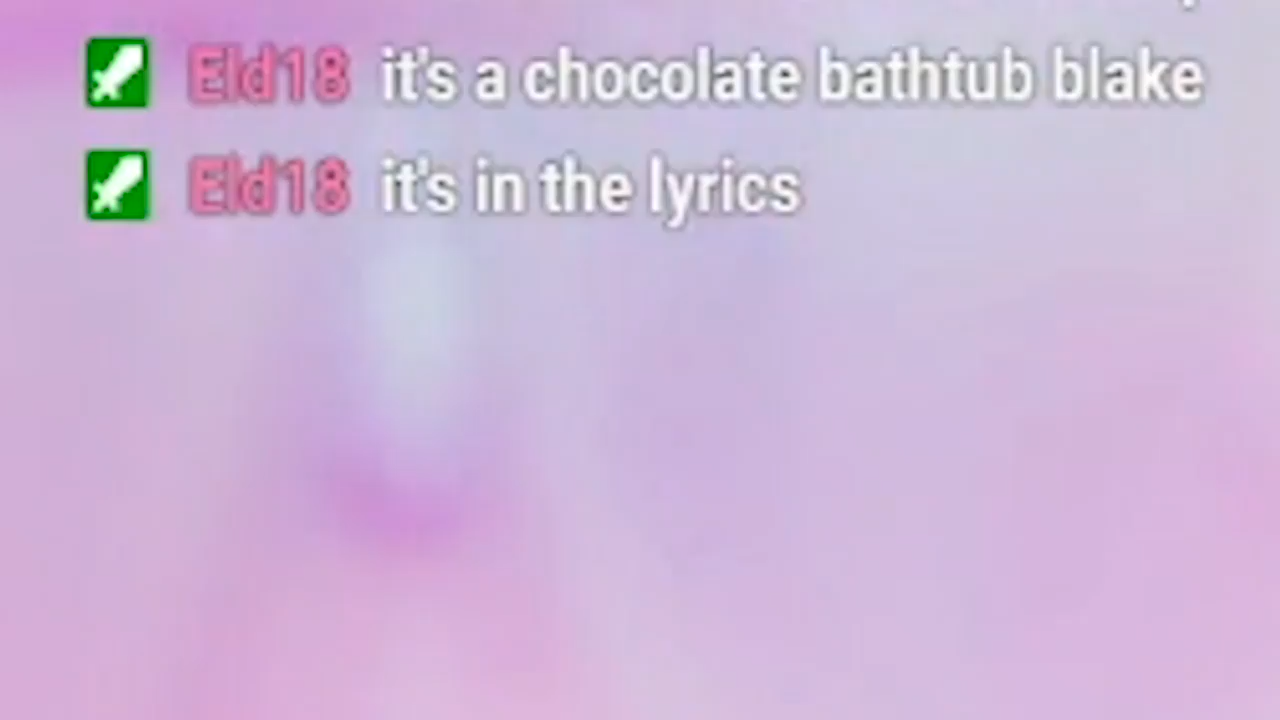 Eld18 it's a chocolate bathtub blake
Eld18 it's in the lyrics